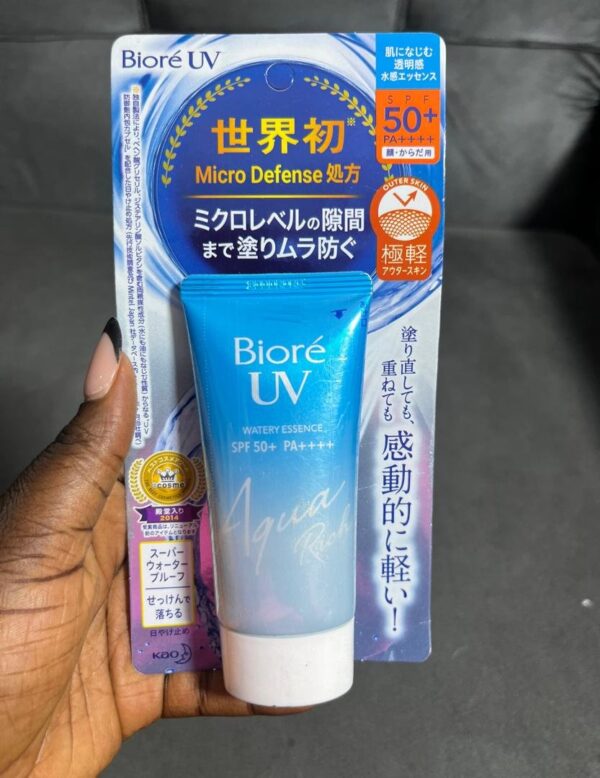 Bioré UV
肌になじむ
透明感
水感エッセンス
SPF
50+
PA++++
顔・からだ用
世界初※
Micro Defense 処方
ミクロレベルの隙間
まで塗りムラ防ぐ
OUTER SKIN
極軽
アウタースキン
Bioré
UV
WATERY ESSENCE
SPF 50+ PA++++
Aqua
塗り直しても、
重ねても
感動的に軽い!
@cosme
殿堂入り
2014
スーパー
ウォーター
プルーフ
せっけんで
落ちる
日やけ止め
Kao